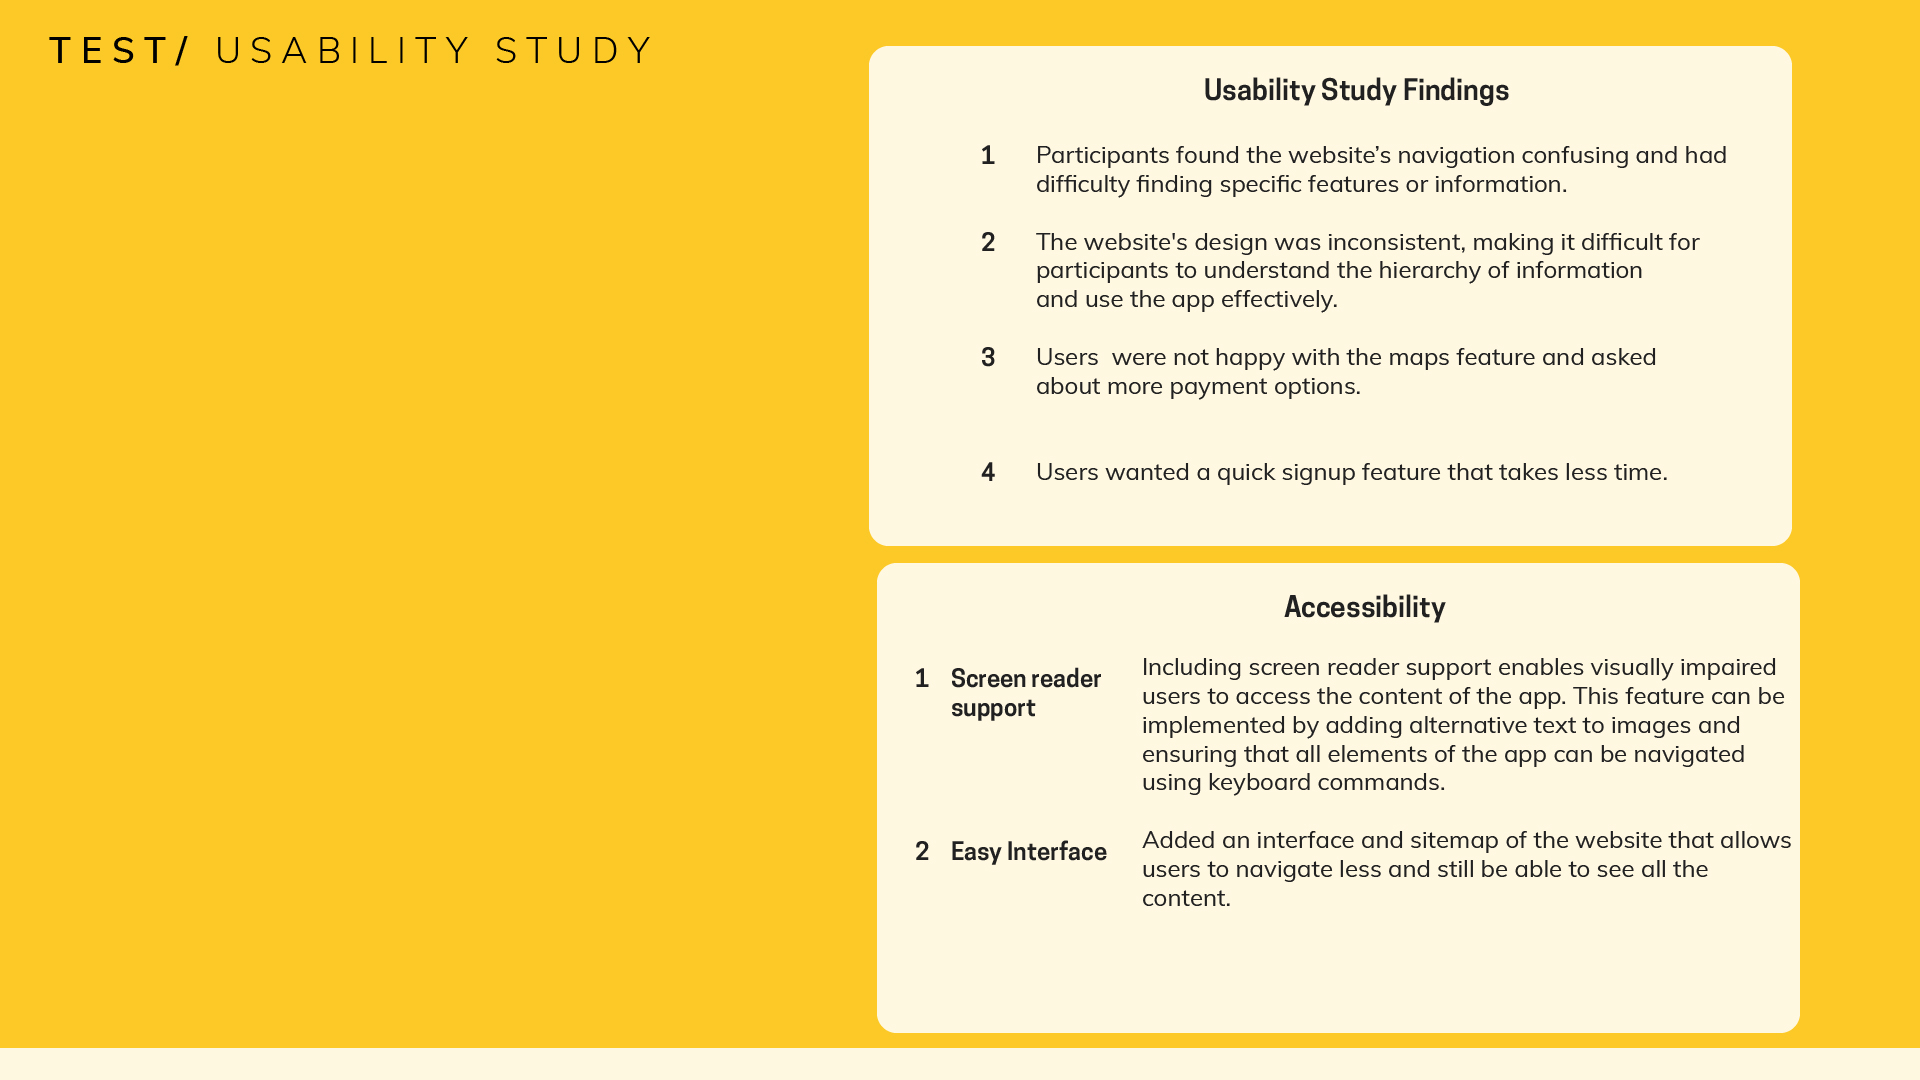 TEST/ USABILITY STUDY
Usability Study Findings
1 Participants found the website’s navigation confusing and had
difficulty finding specific features or information.
2 The website's design was inconsistent, making it difficult for
participants to understand the hierarchy of information
and use the app effectively.
3 Users  were not happy with the maps feature and asked
about more payment options.
4 Users wanted a quick signup feature that takes less time.
Accessibility
1 Screen reader
support
Including screen reader support enables visually impaired
users to access the content of the app. This feature can be
implemented by adding alternative text to images and
ensuring that all elements of the app can be navigated
using keyboard commands.
2 Easy Interface
Added an interface and sitemap of the website that allows
users to navigate less and still be able to see all the
content.